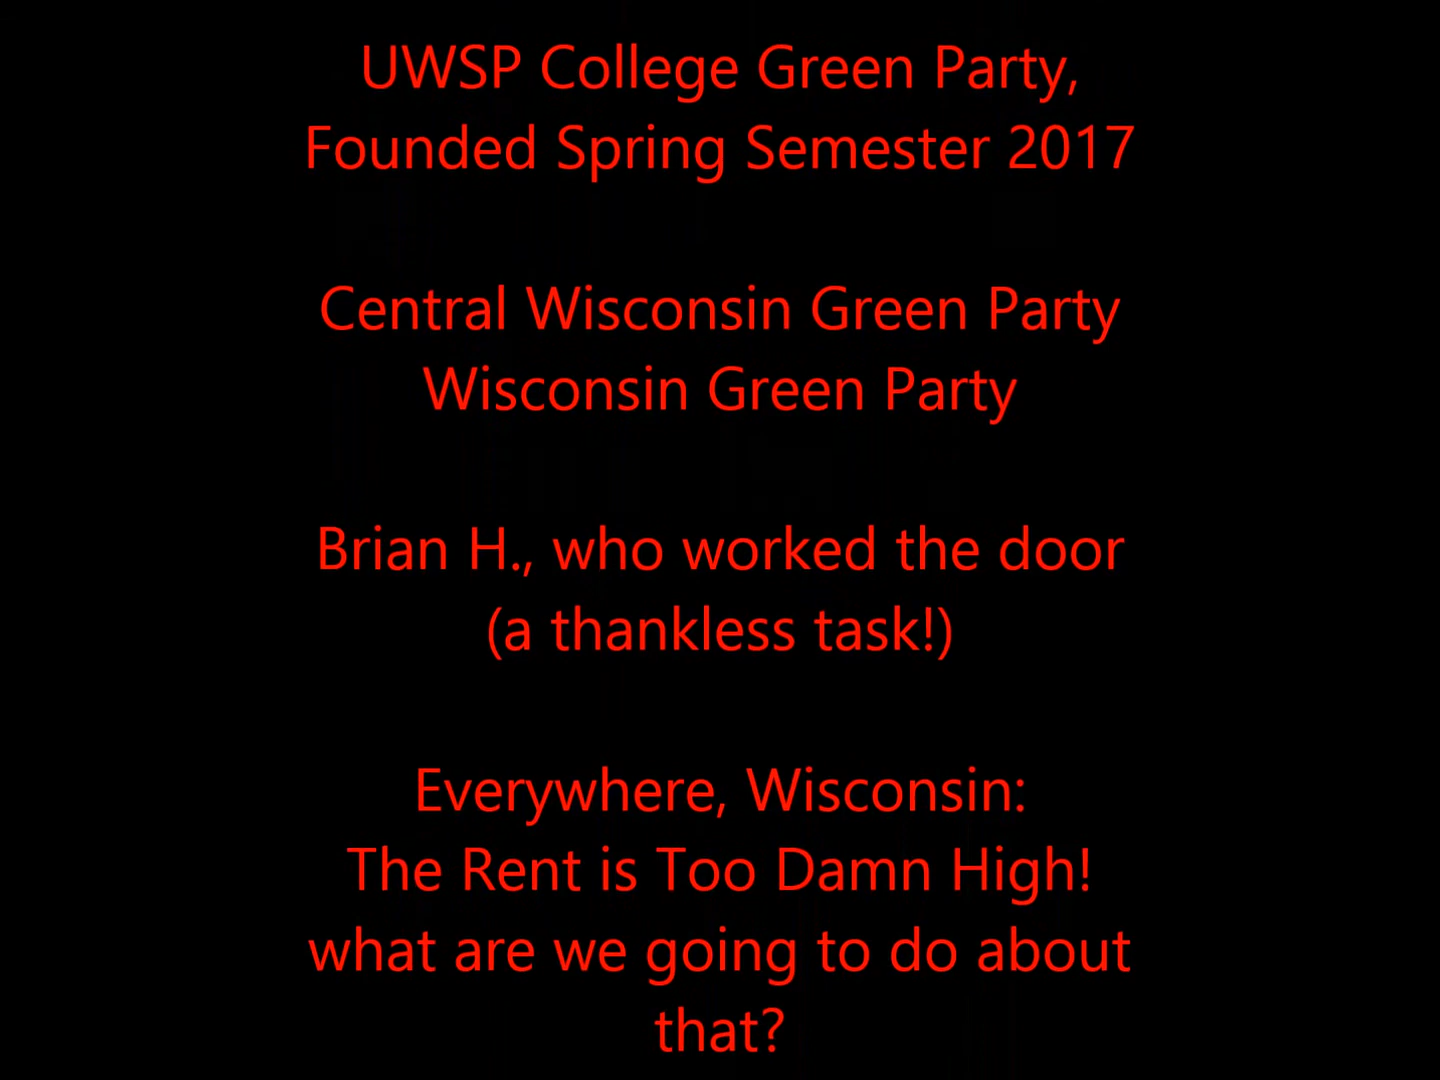 UWSP College Green Party,
Founded Spring Semester 2017
Central Wisconsin Green Party
Wisconsin Green Party
Brian H., who worked the door
(a thankless task!)
Everywhere, Wisconsin:
The Rent is Too Damn High!
what are we going to do about
that?